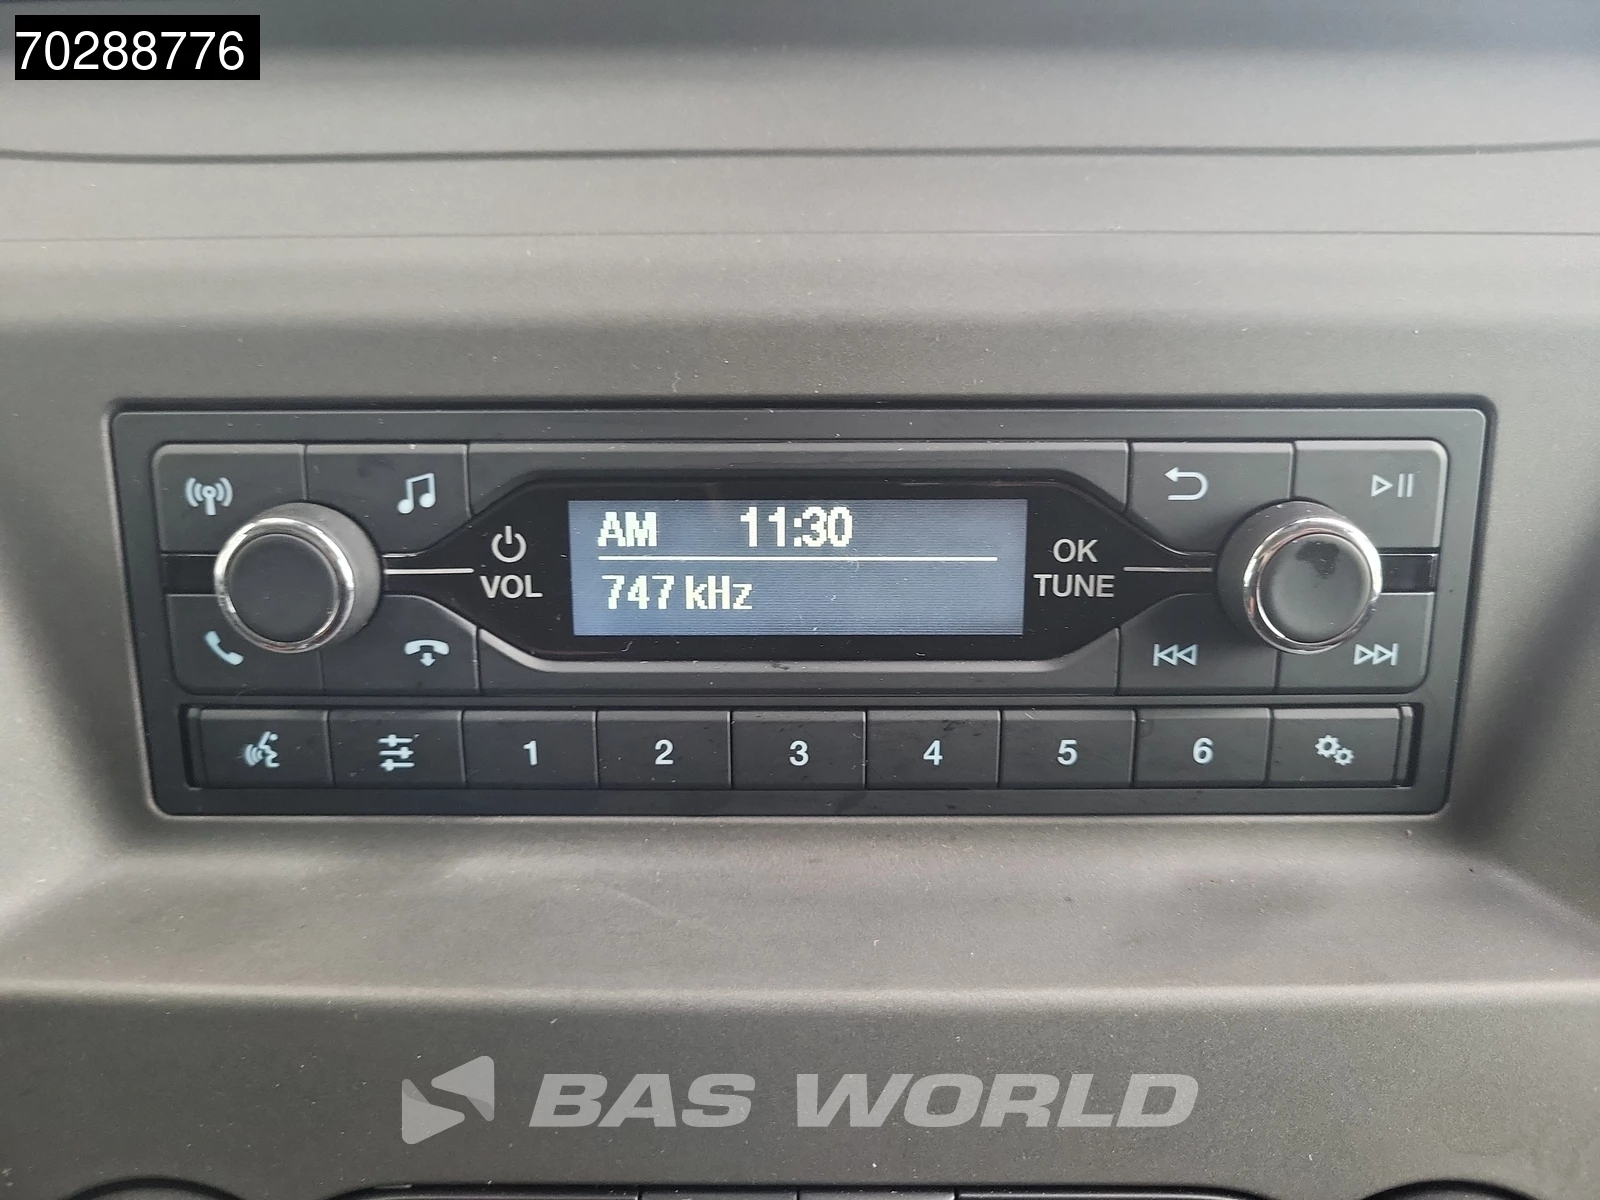 70288776
AM 11:30
747 kHz
VOL
OK
TUNE
1 2 3 4 5 6
BAS WORLD